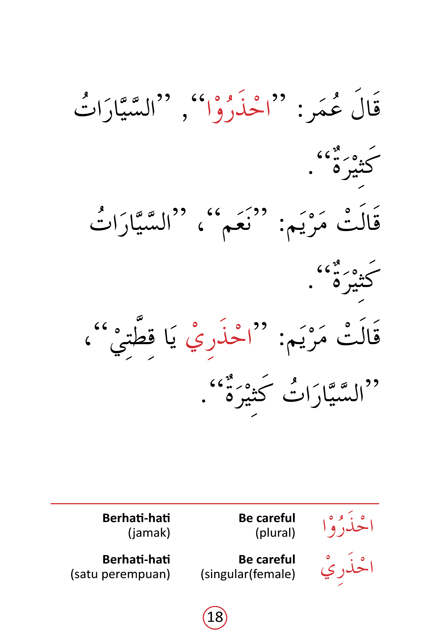 قَالَ عُمَر: ”احْذَرُوْا“, ”السَّيَّارَاتُ
كَثِيْرَةٌ“.
قَالَتْ مَرْيَم: ”نَعَم“، ”السَّيَّارَاتُ
كَثِيْرَةٌ“.
قَالَتْ مَرْيَم: ”احْذَرِيْ يَا قِطَّتِيْ“،
”السَّيَّارَاتُ كَثِيْرَةٌ“.
احْذَرُوْا Be careful Berhati-hati
(plural) (jamak)
احْذَرِيْ Be careful Berhati-hati
(singular(female) (satu perempuan)
18